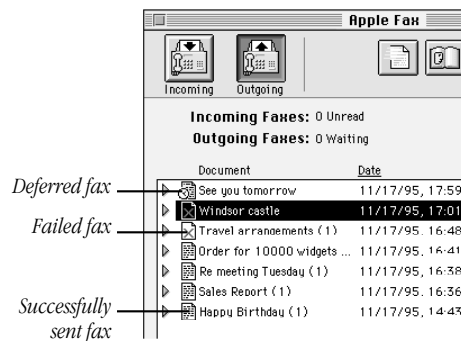 Apple Fax
Incoming Outgoing
Incoming Faxes: 0 Unread
Outgoing Faxes: 0 Waiting
Document Date
Deferred fax See you tomorrow 11/17/95, 17:59
Windsor castle 11/17/95, 17:01
Failed fax Travel arrangements (1) 11/17/95, 16:48
Order for 10000 widgets ... 11/17/95, 16:41
Re meeting Tuesday (1) 11/17/95, 16:38
Sales Report (1) 11/17/95, 16:36
Successfully Happy Birthday (1) 11/17/95, 14:43
sent fax